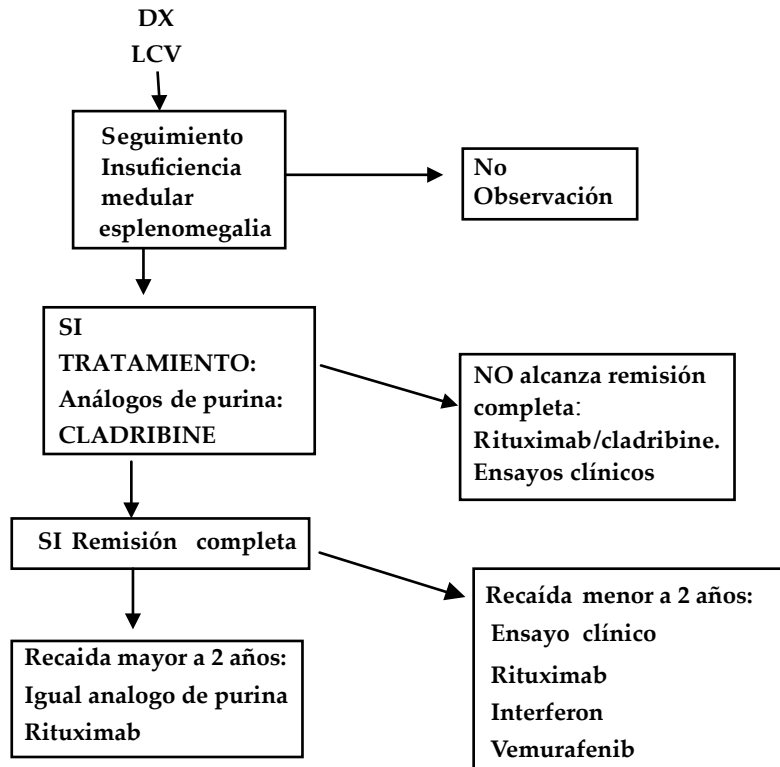 DX
LCV
Seguimiento
Insuficiencia
medular
esplenomegalia
No
Observación
SI
TRATAMIENTO:
Análogos de purina:
CLADRIBINE
NO alcanza remisión
completa:
Rituximab/cladribine.
Ensayos clínicos
SI Remisión completa
Recaida mayor a 2 años:
Igual analogo de purina
Rituximab
Recaída menor a 2 años:
Ensayo clínico
Rituximab
Interferon
Vemurafenib